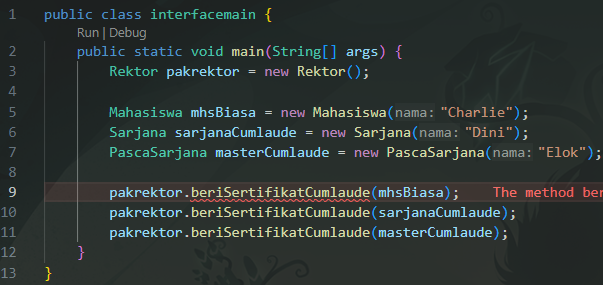 1 public class interfacemain {
Run | Debug
2 public static void main(String[] args) {
3 Rektor pakrektor = new Rektor();
4
5 Mahasiswa mhsBiasa = new Mahasiswa(nama: "Charlie");
6 Sarjana sarjanaCumlaude = new Sarjana(nama: "Dini");
7 PascaSarjana masterCumlaude = new PascaSarjana(nama: "Elok");
8
9 pakrektor.beriSertifikatCumlaude(mhsBiasa); The method ber
10 pakrektor.beriSertifikatCumlaude(sarjanaCumlaude);
11 pakrektor.beriSertifikatCumlaude(masterCumlaude);
12 }
13 }